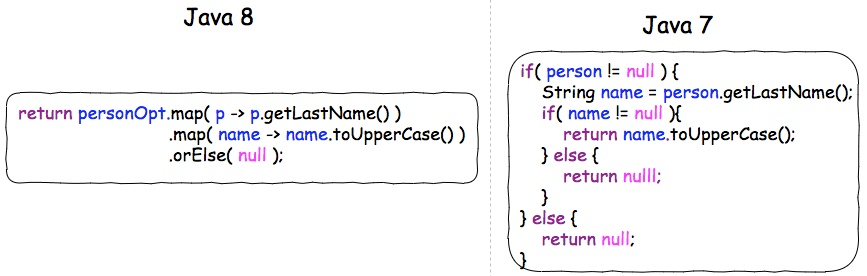 Java 8
return personOpt.map( p -> p.getLastName() )
.map( name -> name.toUpperCase() )
.orElse( null );
Java 7
if( person != null ) {
String name = person.getLastName();
if( name != null ){
return name.toUpperCase();
} else {
return nulll;
}
} else {
return null;
}